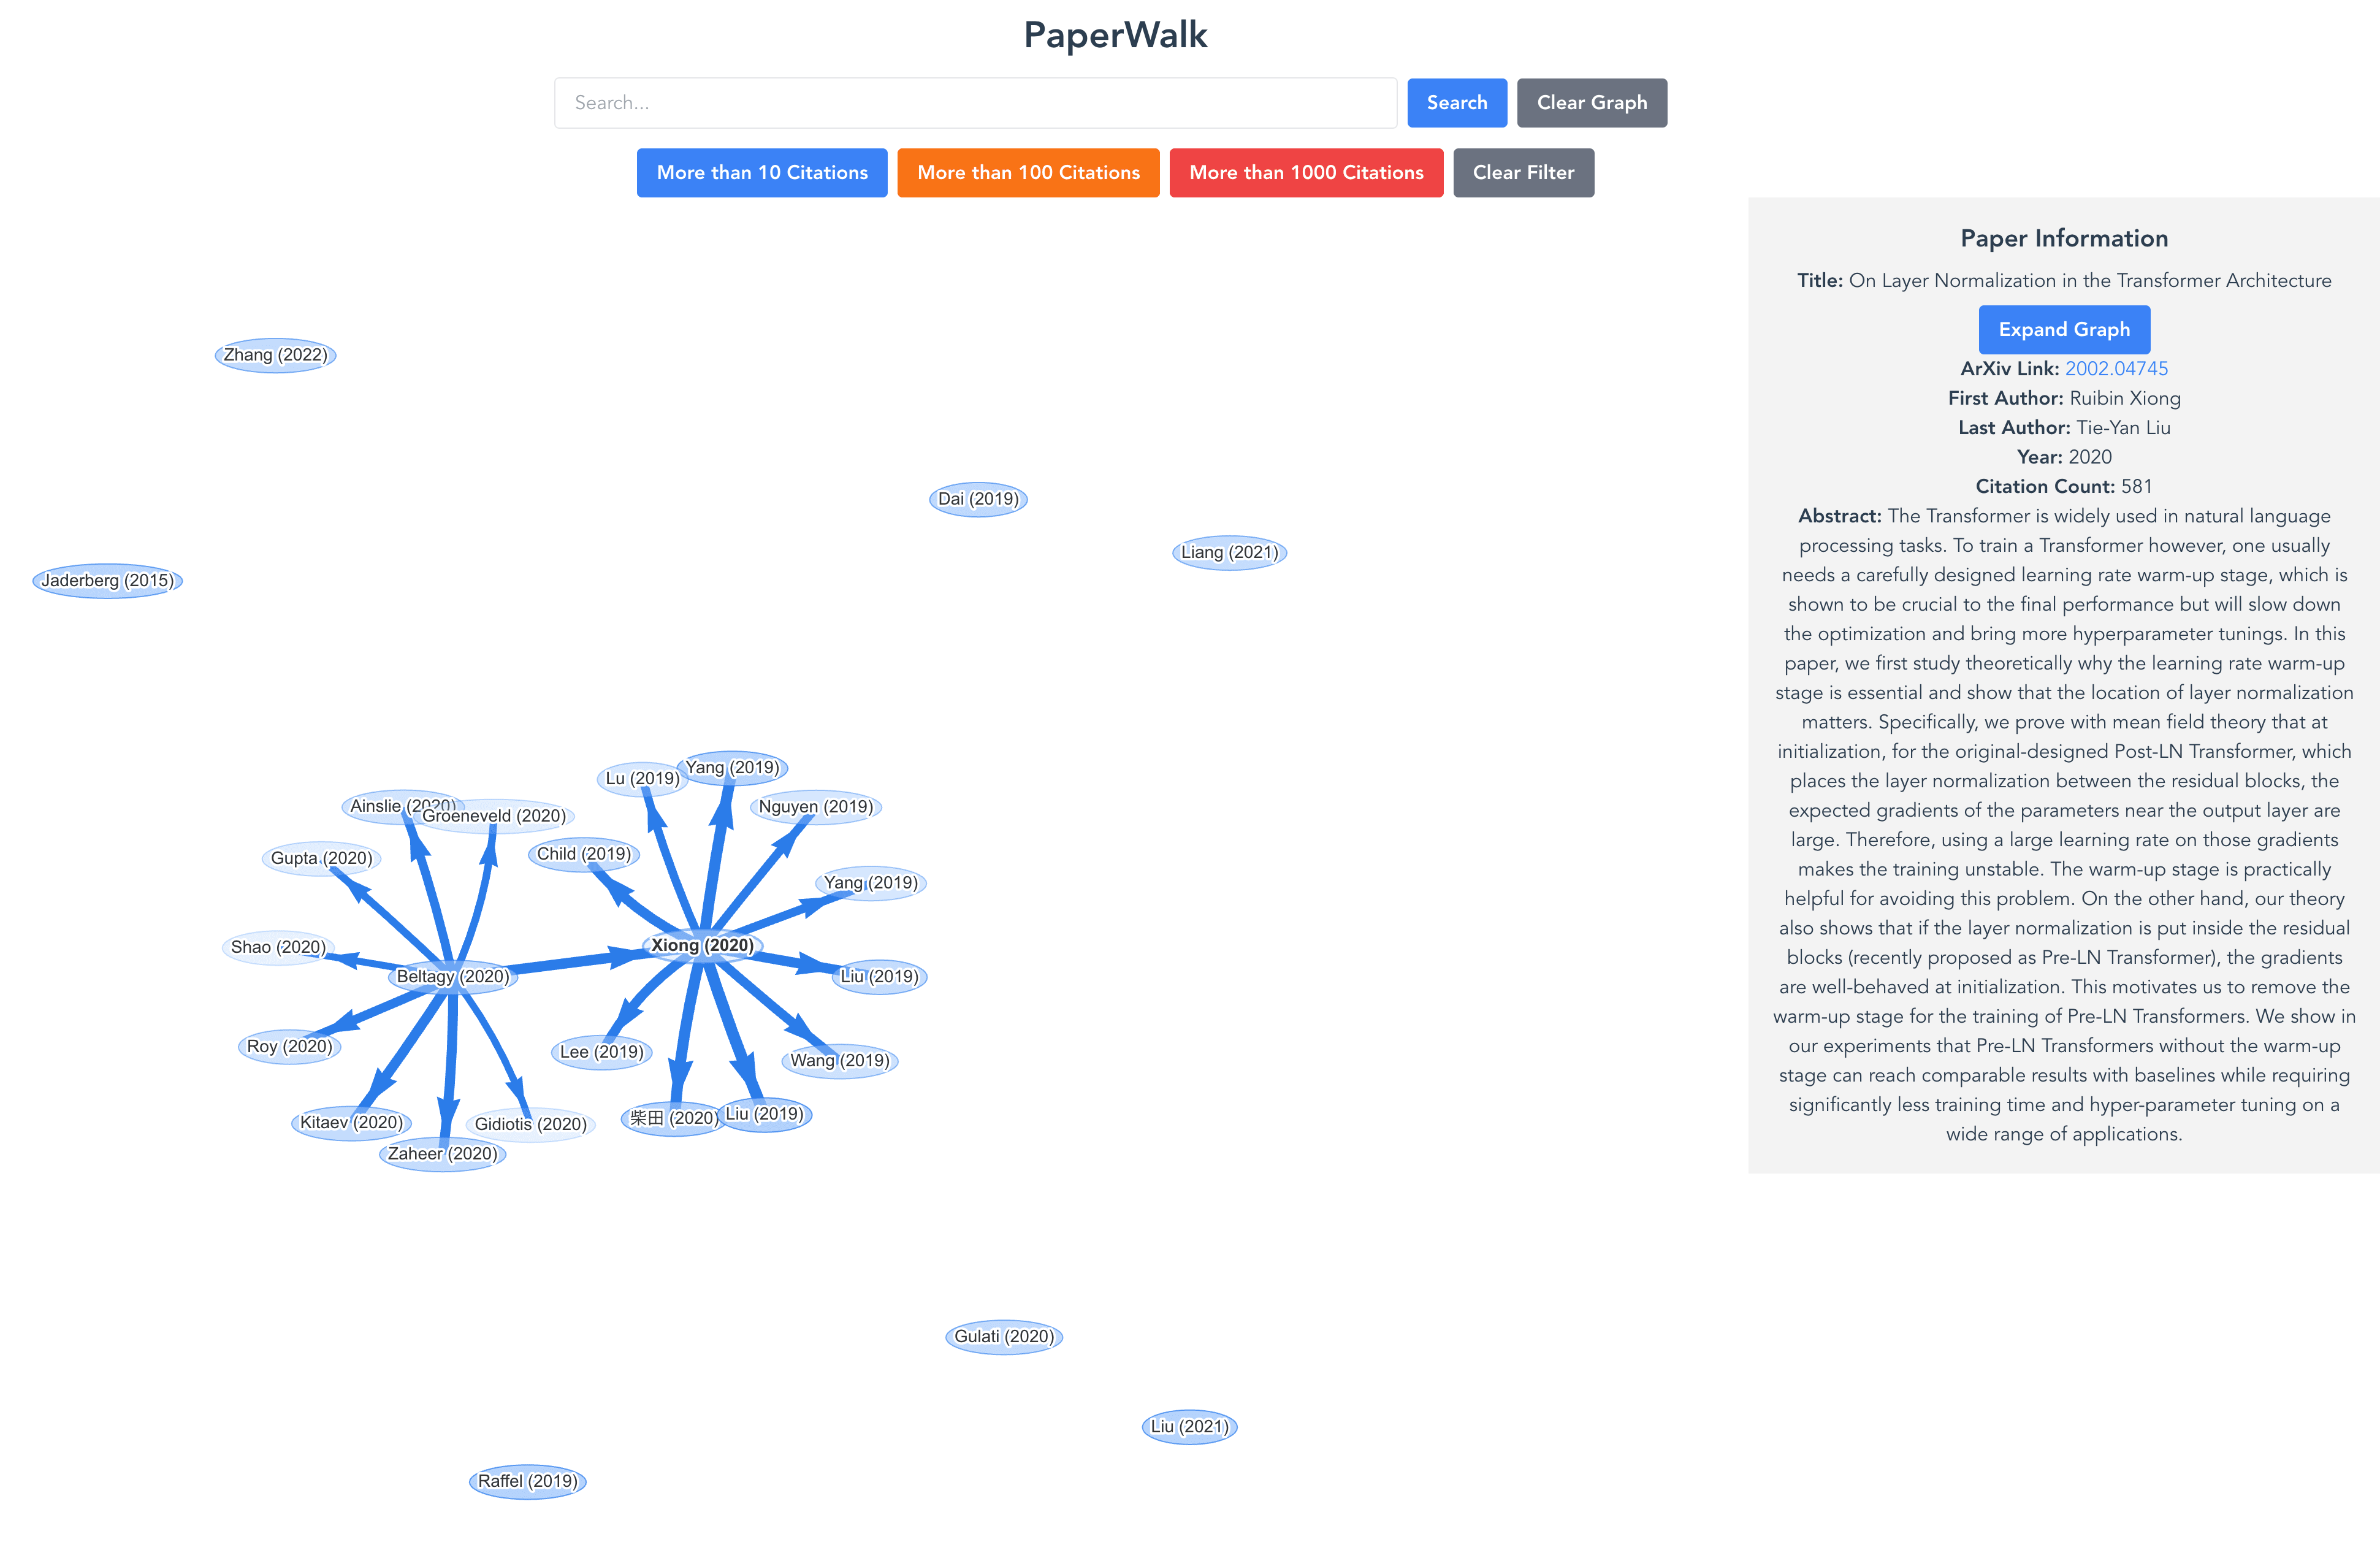 PaperWalk
Search...
Search
Clear Graph
More than 10 Citations
More than 100 Citations
More than 1000 Citations
Clear Filter
Zhang (2022)
Dai (2019)
Liang (2021)
Jaderberg (2015)
Yang (2019)
Lu (2019)
Ainslie (2020)
Nguyen (2019)
Groeneveld (2020)
Child (2019)
Gupta (2020)
Yang (2019)
Xiong (2020)
Shao (2020)
Beltagy (2020)
Liu (2019)
Roy (2020)
Lee (2019)
Wang (2019)
柴田 (2020)
Liu (2019)
Kitaev (2020)
Gidiotis (2020)
Zaheer (2020)
Gulati (2020)
Liu (2021)
Raffel (2019)
Paper Information
Title: On Layer Normalization in the Transformer Architecture
Expand Graph
ArXiv Link: 2002.04745
First Author: Ruibin Xiong
Last Author: Tie-Yan Liu
Year: 2020
Citation Count: 581
Abstract: The Transformer is widely used in natural language
processing tasks. To train a Transformer however, one usually
needs a carefully designed learning rate warm-up stage, which is
shown to be crucial to the final performance but will slow down
the optimization and bring more hyperparameter tunings. In this
paper, we first study theoretically why the learning rate warm-up
stage is essential and show that the location of layer normalization
matters. Specifically, we prove with mean field theory that at
initialization, for the original-designed Post-LN Transformer, which
places the layer normalization between the residual blocks, the
expected gradients of the parameters near the output layer are
large. Therefore, using a large learning rate on those gradients
makes the training unstable. The warm-up stage is practically
helpful for avoiding this problem. On the other hand, our theory
also shows that if the layer normalization is put inside the residual
blocks (recently proposed as Pre-LN Transformer), the gradients
are well-behaved at initialization. This motivates us to remove the
warm-up stage for the training of Pre-LN Transformers. We show in
our experiments that Pre-LN Transformers without the warm-up
stage can reach comparable results with baselines while requiring
significantly less training time and hyper-parameter tuning on a
wide range of applications.